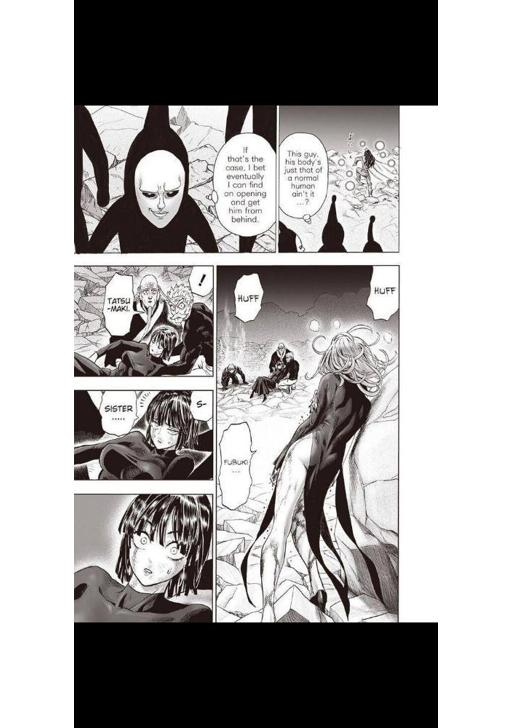 This guy,
his body's
just that of
a normal
human
ain't it
...?
If
that's the
case, I bet
eventually
I can find
an opening
and get
him from
behind.
HUFF
HUFF
FUBUKI
...
!
TATSU
-MAKI.
S-
SISTER
.....